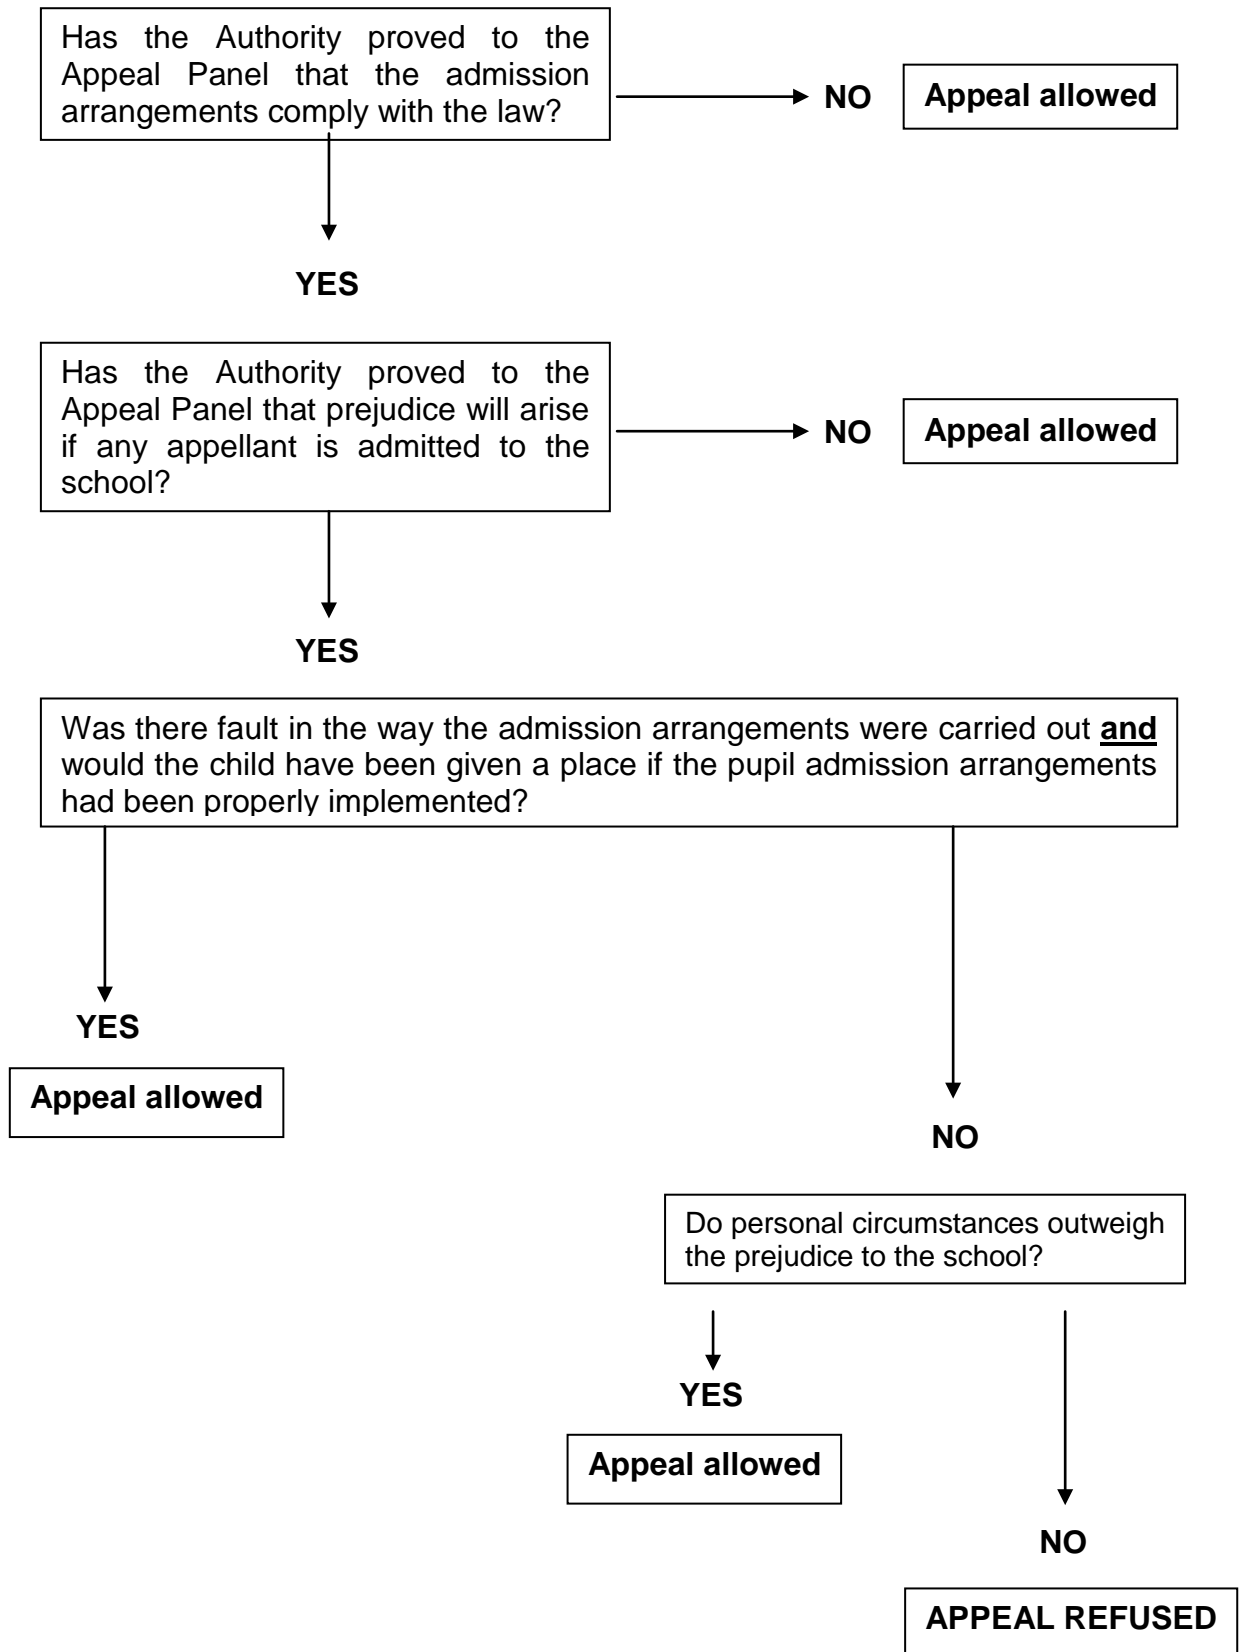 Has the Authority proved to the
Appeal Panel that the admission
arrangements comply with the law?
NO
Appeal allowed
YES
Has the Authority proved to the
Appeal Panel that prejudice will arise
if any appellant is admitted to the
school?
NO
Appeal allowed
YES
Was there fault in the way the admission arrangements were carried out and
would the child have been given a place if the pupil admission arrangements
had been properly implemented?
YES
Appeal allowed
NO
Do personal circumstances outweigh
the prejudice to the school?
YES
Appeal allowed
NO
APPEAL REFUSED